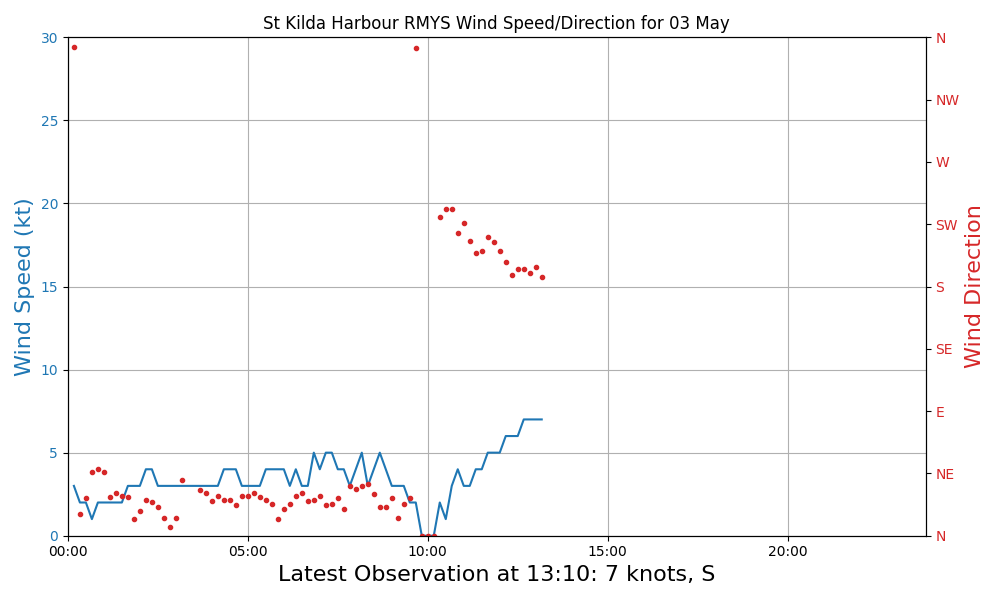 St Kilda Harbour RMYS Wind Speed/Direction for 03 May
30
25
20
15
10
5
0
Wind Speed (kt)
N
NW
W
SW
S
SE
E
NE
N
Wind Direction
00:00
05:00
10:00
15:00
20:00
Latest Observation at 13:10: 7 knots, S